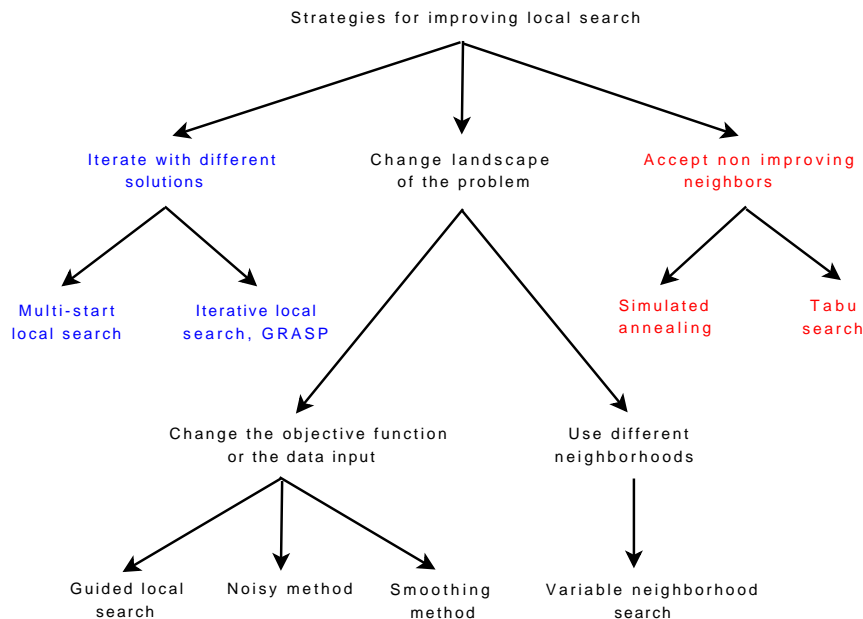 Strategies for improving local search
Iterate with different
solutions
Change landscape
of the problem
Accept non improving
neighbors
Multi-start
local search
Iterative local
search, GRASP
Simulated
annealing
Tabu
search
Change the objective function
or the data input
Use different
neighborhoods
Guided local
search
Noisy method
Smoothing
method
Variable neighborhood
search